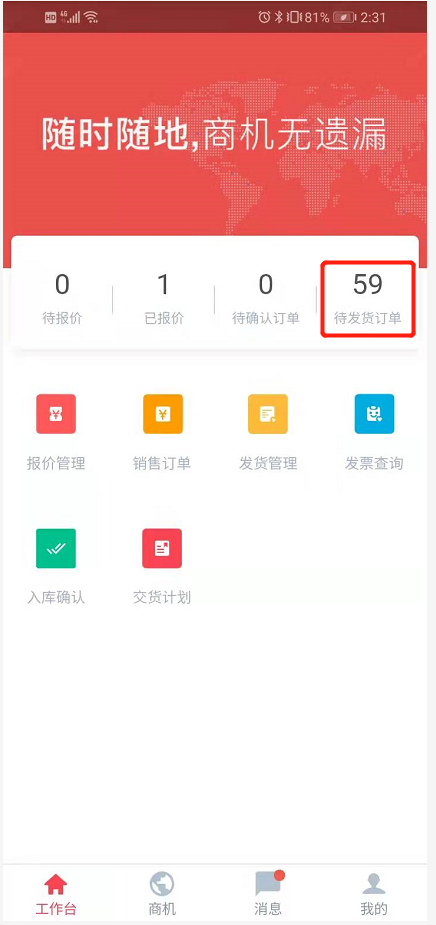 HD 4G 81% 2:31
随时随地,商机无遗漏
0 1 0 59
待报价 已报价 待确认订单 待发货订单
报价管理 销售订单 发货管理 发票查询
入库确认 交货计划
工作台 商机 消息 我的